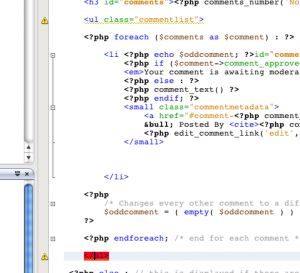 <h3 id="comments"><?php comments_number('No
<ul class="commentlist">
<?php foreach ($comments as $comment) : ?>
<li <?php echo $oddcomment; ?>id="comme
<?php if ($comment->comment_approve
<em>Your comment is awaiting modera
<?php else : ?>
<?php comment_text() ?>
<?php endif; ?>
<small class="commentmetadata">
<a href="#comment-<?php comm
&bull; Posted By <cite><?php co
<?php edit_comment_link('edit',
</small>
</li>
<?php
/* Changes every other comment to a dif
$oddcomment = ( empty( $oddcomment ) )
?>
<?php endforeach; /* end for each comment *
<?php else : // this is displayed if there are